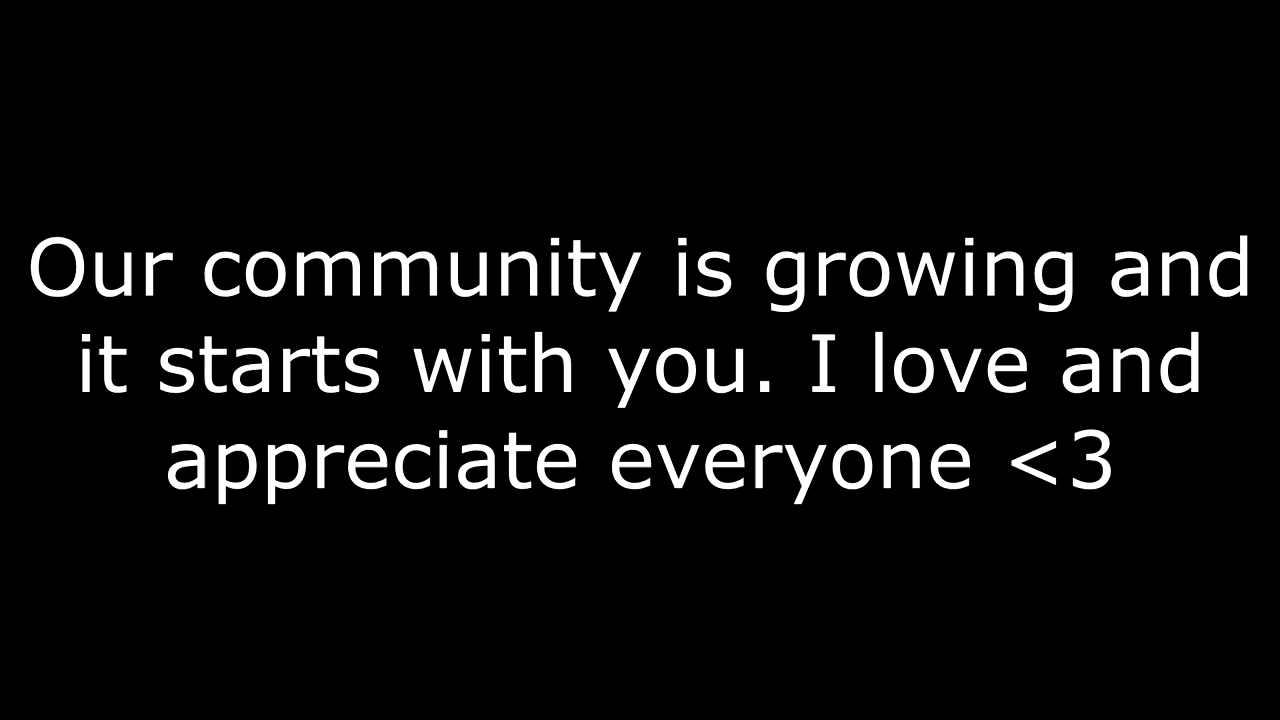 Our community is growing and
it starts with you. I love and
appreciate everyone <3